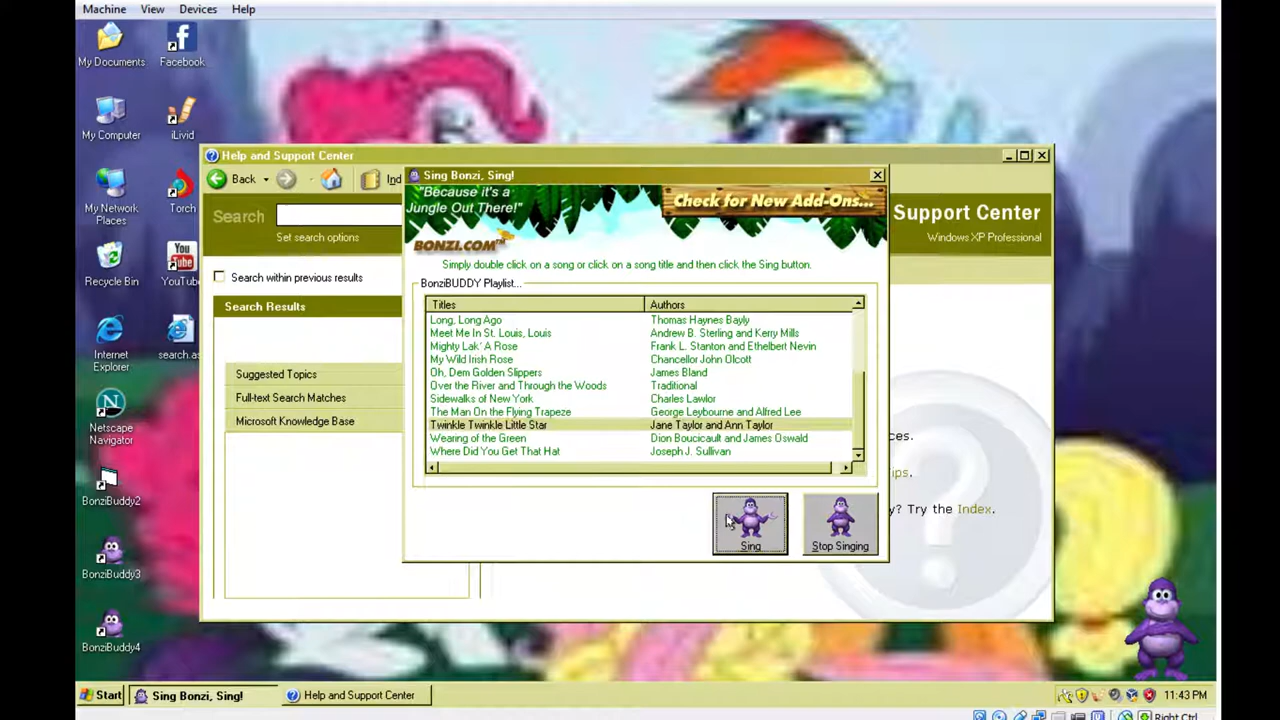 Machine View Devices Help
My Documents
Facebook
My Computer
iLivid
My Network
Places
Torch
Recycle Bin
YouTube
Internet
Explorer
search.as
Netscape
Navigator
BonziBuddy2
BonziBuddy3
BonziBuddy4
Help and Support Center
Back
Ind
Search
Set search options
Support Center
Windows XP Professional
Search within previous results
Search Results
Suggested Topics
Full-text Search Matches
Microsoft Knowledge Base
ces.
ips.
y? Try the Index.
Sing Bonzi, Sing!
"Because it's a
Jungle Out There!"
Check for New Add-Ons...
BONZI.COM™
Simply double click on a song or click on a song title and then click the Sing button.
BonziBUDDY Playlist...
Titles Authors
Long, Long Ago Thomas Haynes Bayly
Meet Me In St. Louis, Louis Andrew B. Sterling and Kerry Mills
Mighty Lak' A Rose Frank L. Stanton and Ethelbert Nevin
My Wild Irish Rose Chancellor John Olcott
Oh, Dem Golden Slippers James Bland
Over the River and Through the Woods Traditional
Sidewalks of New York Charles Lawlor
The Man On the Flying Trapeze George Leybourne and Alfred Lee
Twinkle Twinkle Little Star Jane Taylor and Ann Taylor
Wearing of the Green Dion Boucicault and James Oswald
Where Did You Get That Hat Joseph J. Sullivan
Sing
Stop Singing
Start Sing Bonzi, Sing! Help and Support Center 11:43 PM
Right Ctrl